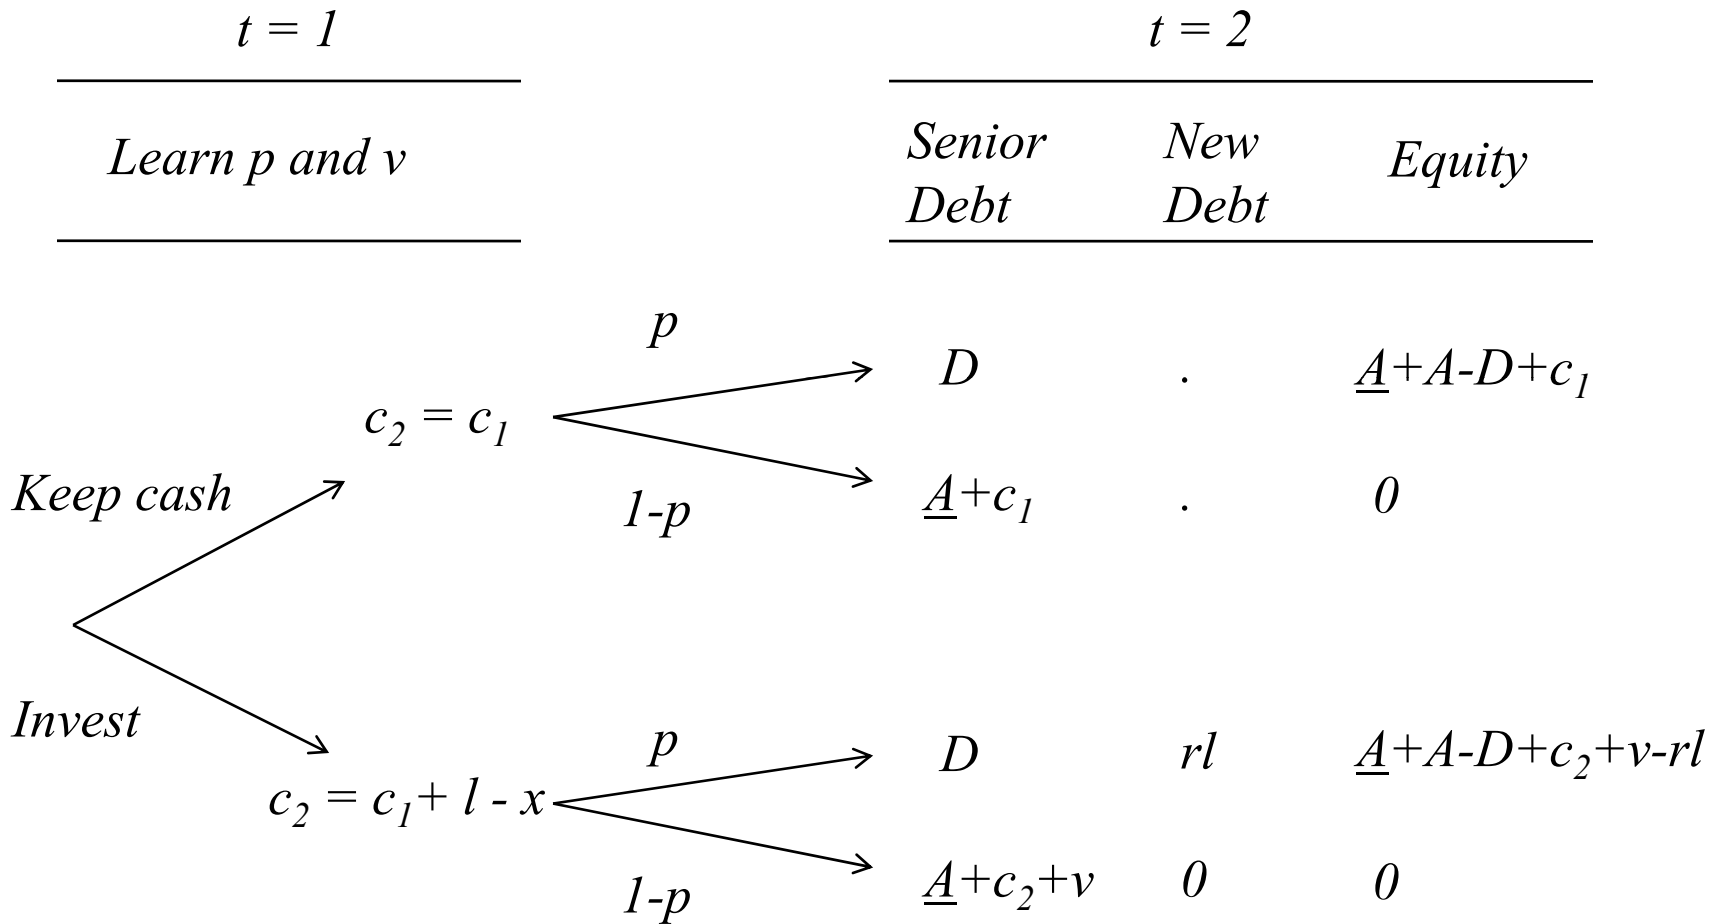 t = 1
t = 2
Learn p and v
Senior Debt
New Debt
Equity
p
D
.
A+A-D+c₁
c₂ = c₁
Keep cash
1-p
A+c₁
.
0
Invest
p
D
rl
A+A-D+c₂+v-rl
c₂ = c₁+ l - x
1-p
A+c₂+v
0
0